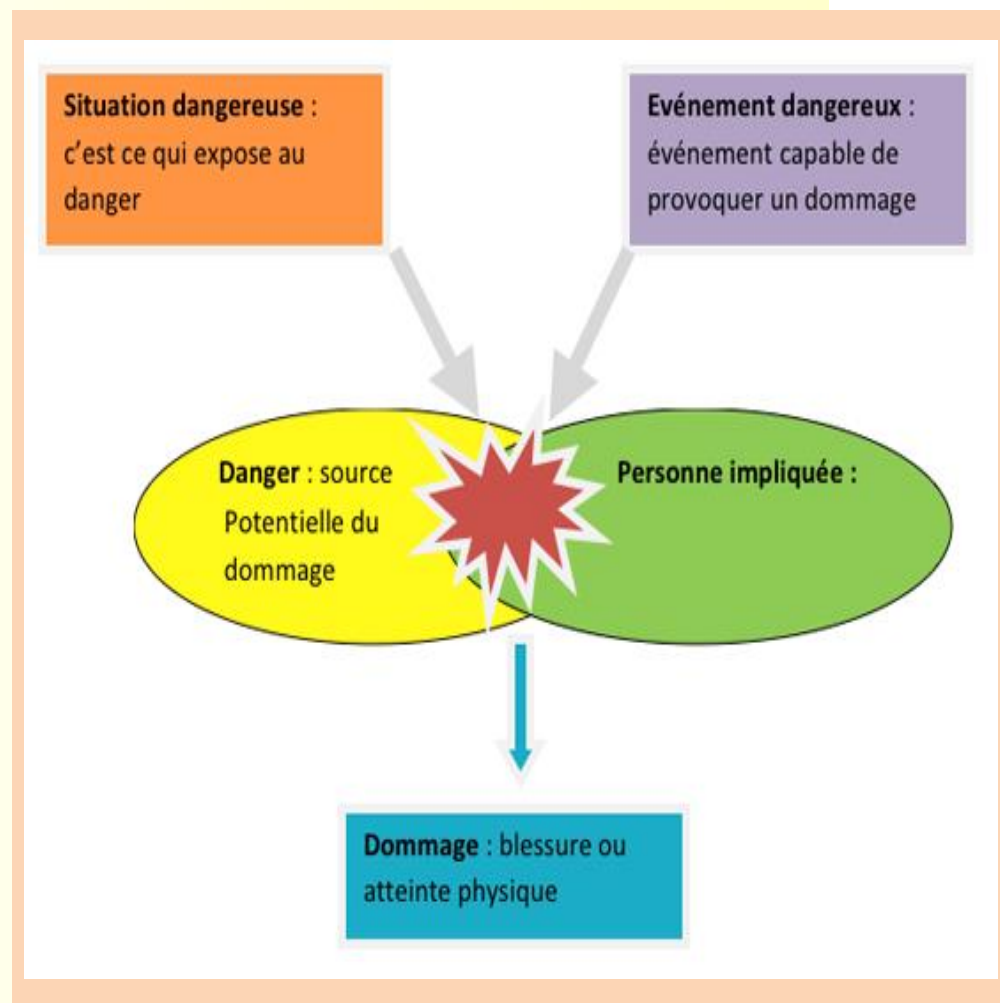 Situation dangereuse :
c’est ce qui expose au
danger
Evénement dangereux :
événement capable de
provoquer un dommage
Danger : source
Potentielle du
dommage
Personne impliquée :
Dommage : blessure ou
atteinte physique